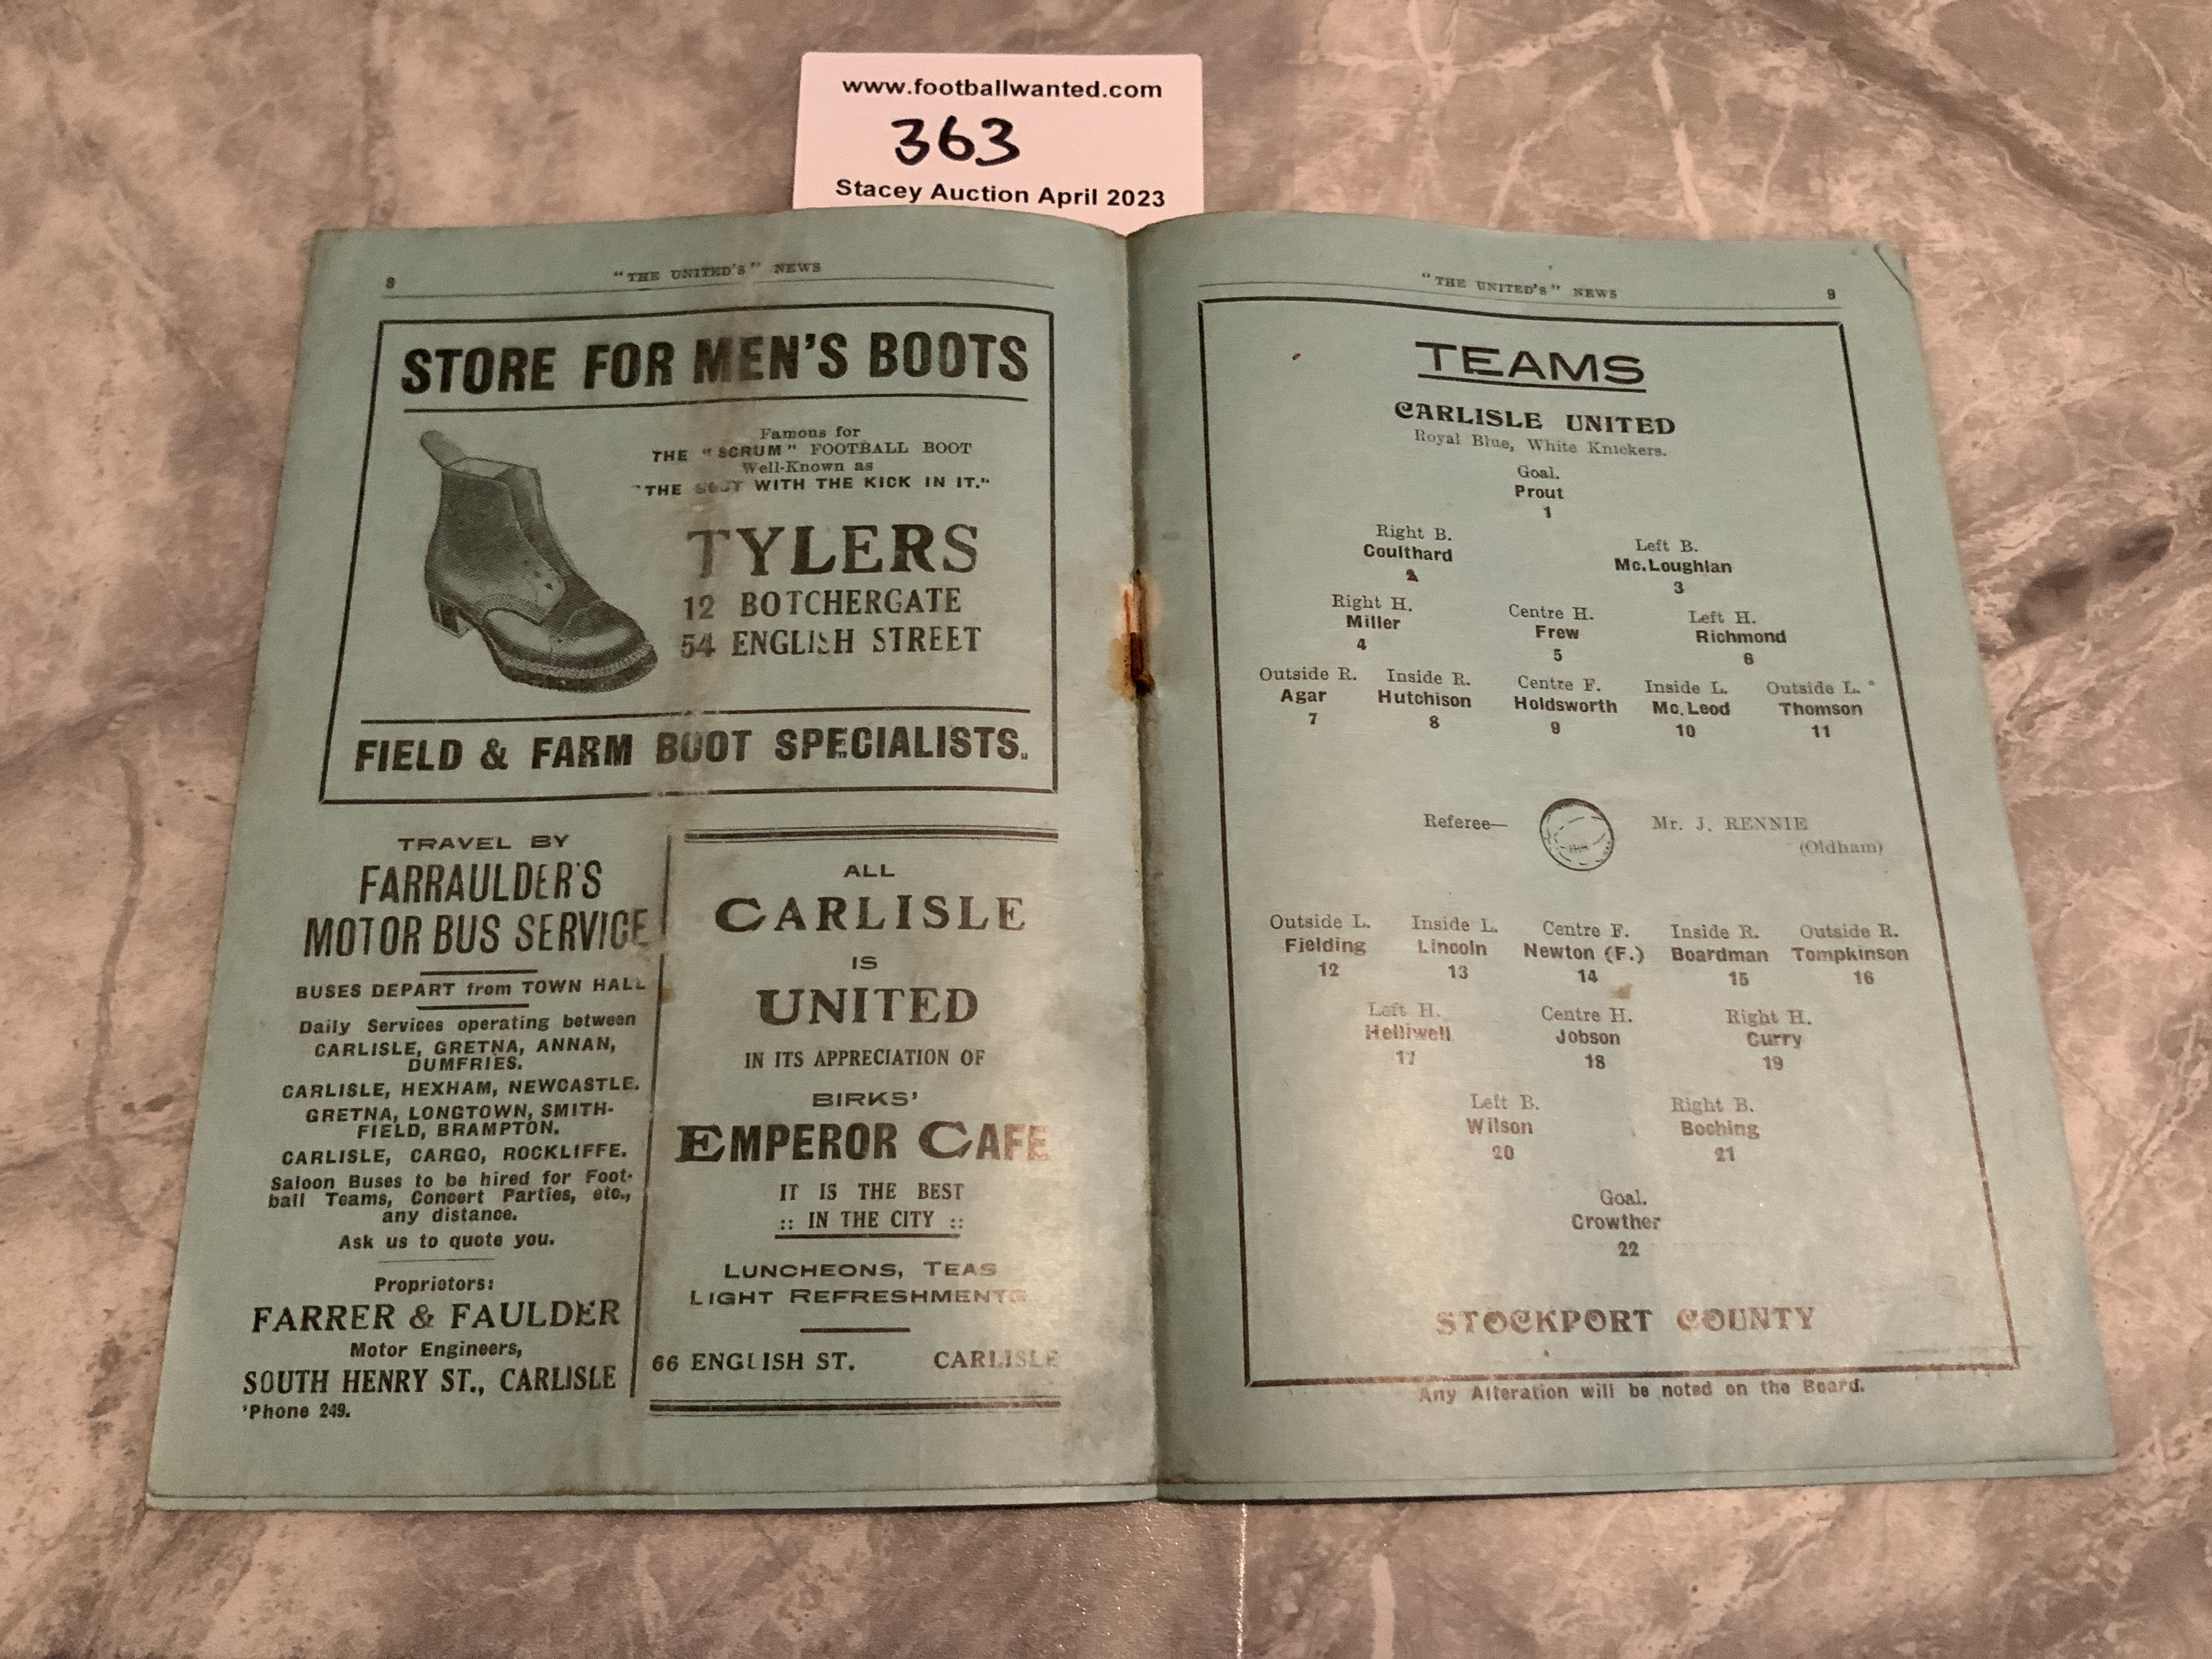 www.footballwanted.com
363
Stacey Auction April 2023
8
"THE UNITED'S" NEWS
STORE FOR MEN'S BOOTS
Famous for
THE "SCRUM" FOOTBALL BOOT
Well-Known as
"THE BOOT WITH THE KICK IN IT."
TYLERS
12 BOTCHERGATE
54 ENGLISH STREET
FIELD & FARM BOOT SPECIALISTS.
TRAVEL BY
FARRAULDER'S
MOTOR BUS SERVICE
BUSES DEPART from TOWN HALL
Daily Services operating between
CARLISLE, GRETNA, ANNAN,
DUMFRIES.
CARLISLE, HEXHAM, NEWCASTLE.
GRETNA, LONGTOWN, SMITH-
FIELD, BRAMPTON.
CARLISLE, CARGO, ROCKLIFFE.
Saloon Buses to be hired for Foot-
ball Teams, Concert Parties, etc.,
any distance.
Ask us to quote you.
Proprietors:
FARRER & FAULDER
Motor Engineers,
SOUTH HENRY ST., CARLISLE
'Phone 249.
ALL
CARLISLE
IS
UNITED
IN ITS APPRECIATION OF
BIRKS'
EMPEROR CAFE
IT IS THE BEST
:: IN THE CITY ::
LUNCHEONS, TEAS
LIGHT REFRESHMENTS
66 ENGLISH ST. CARLISLE
"THE UNITED'S" NEWS
9
TEAMS
CARLISLE UNITED
Royal Blue, White Knickers.
Goal.
Prout
1
Right B. Left B.
Coulthard Mc.Loughlan
2 3
Right H. Centre H. Left H.
Miller Frew Richmond
4 5 6
Outside R. Inside R. Centre F. Inside L. Outside L.
Agar Hutchison Holdsworth Mc.Leod Thomson
7 8 9 10 11
Referee— Mr. J. RENNIE
(Oldham)
Outside L. Inside L. Centre F. Inside R. Outside R.
Fielding Lincoln Newton (F.) Boardman Tompkinson
12 13 14 15 16
Left H. Centre H. Right H.
Helliwell Jobson Curry
17 18 19
Left B. Right B.
Wilson Boching
20 21
Goal.
Crowther
22
STOCKPORT COUNTY
Any Alteration will be noted on the Board.